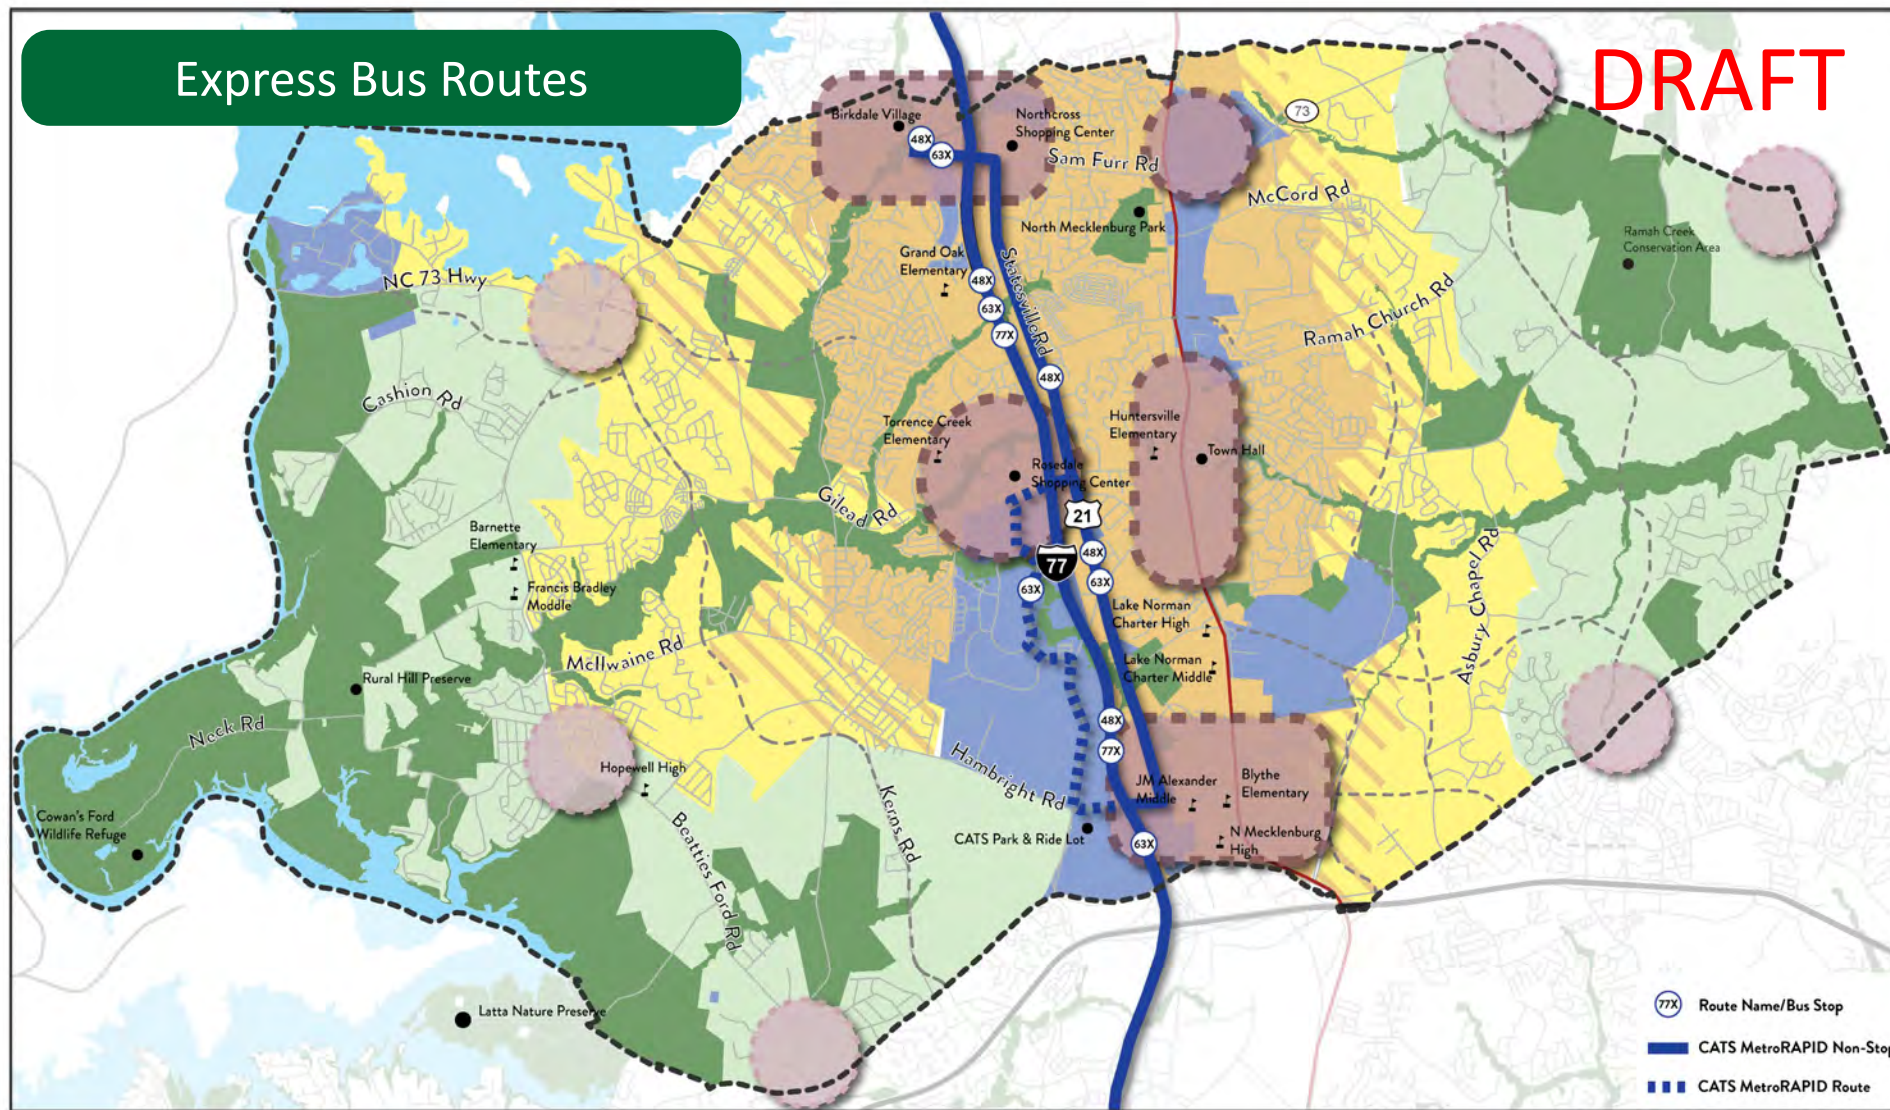 Express Bus Routes
DRAFT
Birkdale Village
Northcross
Shopping Center
48X
63X
73
Sam Furr Rd
McCord Rd
North Mecklenburg Park
Ramah Creek
Conservation Area
Grand Oak
Elementary
Statesville Rd
NC 73 Hwy
48X
63X
77X
Ramah Church Rd
48X
Cashion Rd
Torrence Creek
Elementary
Huntersville
Elementary
Town Hall
Rosedale
Shopping Center
Gilead Rd
21
Barnette
Elementary
48X
77
63X
63X
Francis Bradley
Moddle
Asbury Chapel Rd
Lake Norman
Charter High
McIlwaine Rd
Lake Norman
Charter Middle
Rural Hill Preserve
Neck Rd
48X
77X
Hopewell High
Hambright Rd
JM Alexander
Middle
Blythe
Elementary
Kerns Rd
Beatties Ford Rd
Cowan's Ford
Wildlife Refuge
CATS Park & Ride Lot
63X
N Mecklenburg
High
Latta Nature Preserve
77X Route Name/Bus Stop
CATS MetroRAPID Non-Stop
CATS MetroRAPID Route